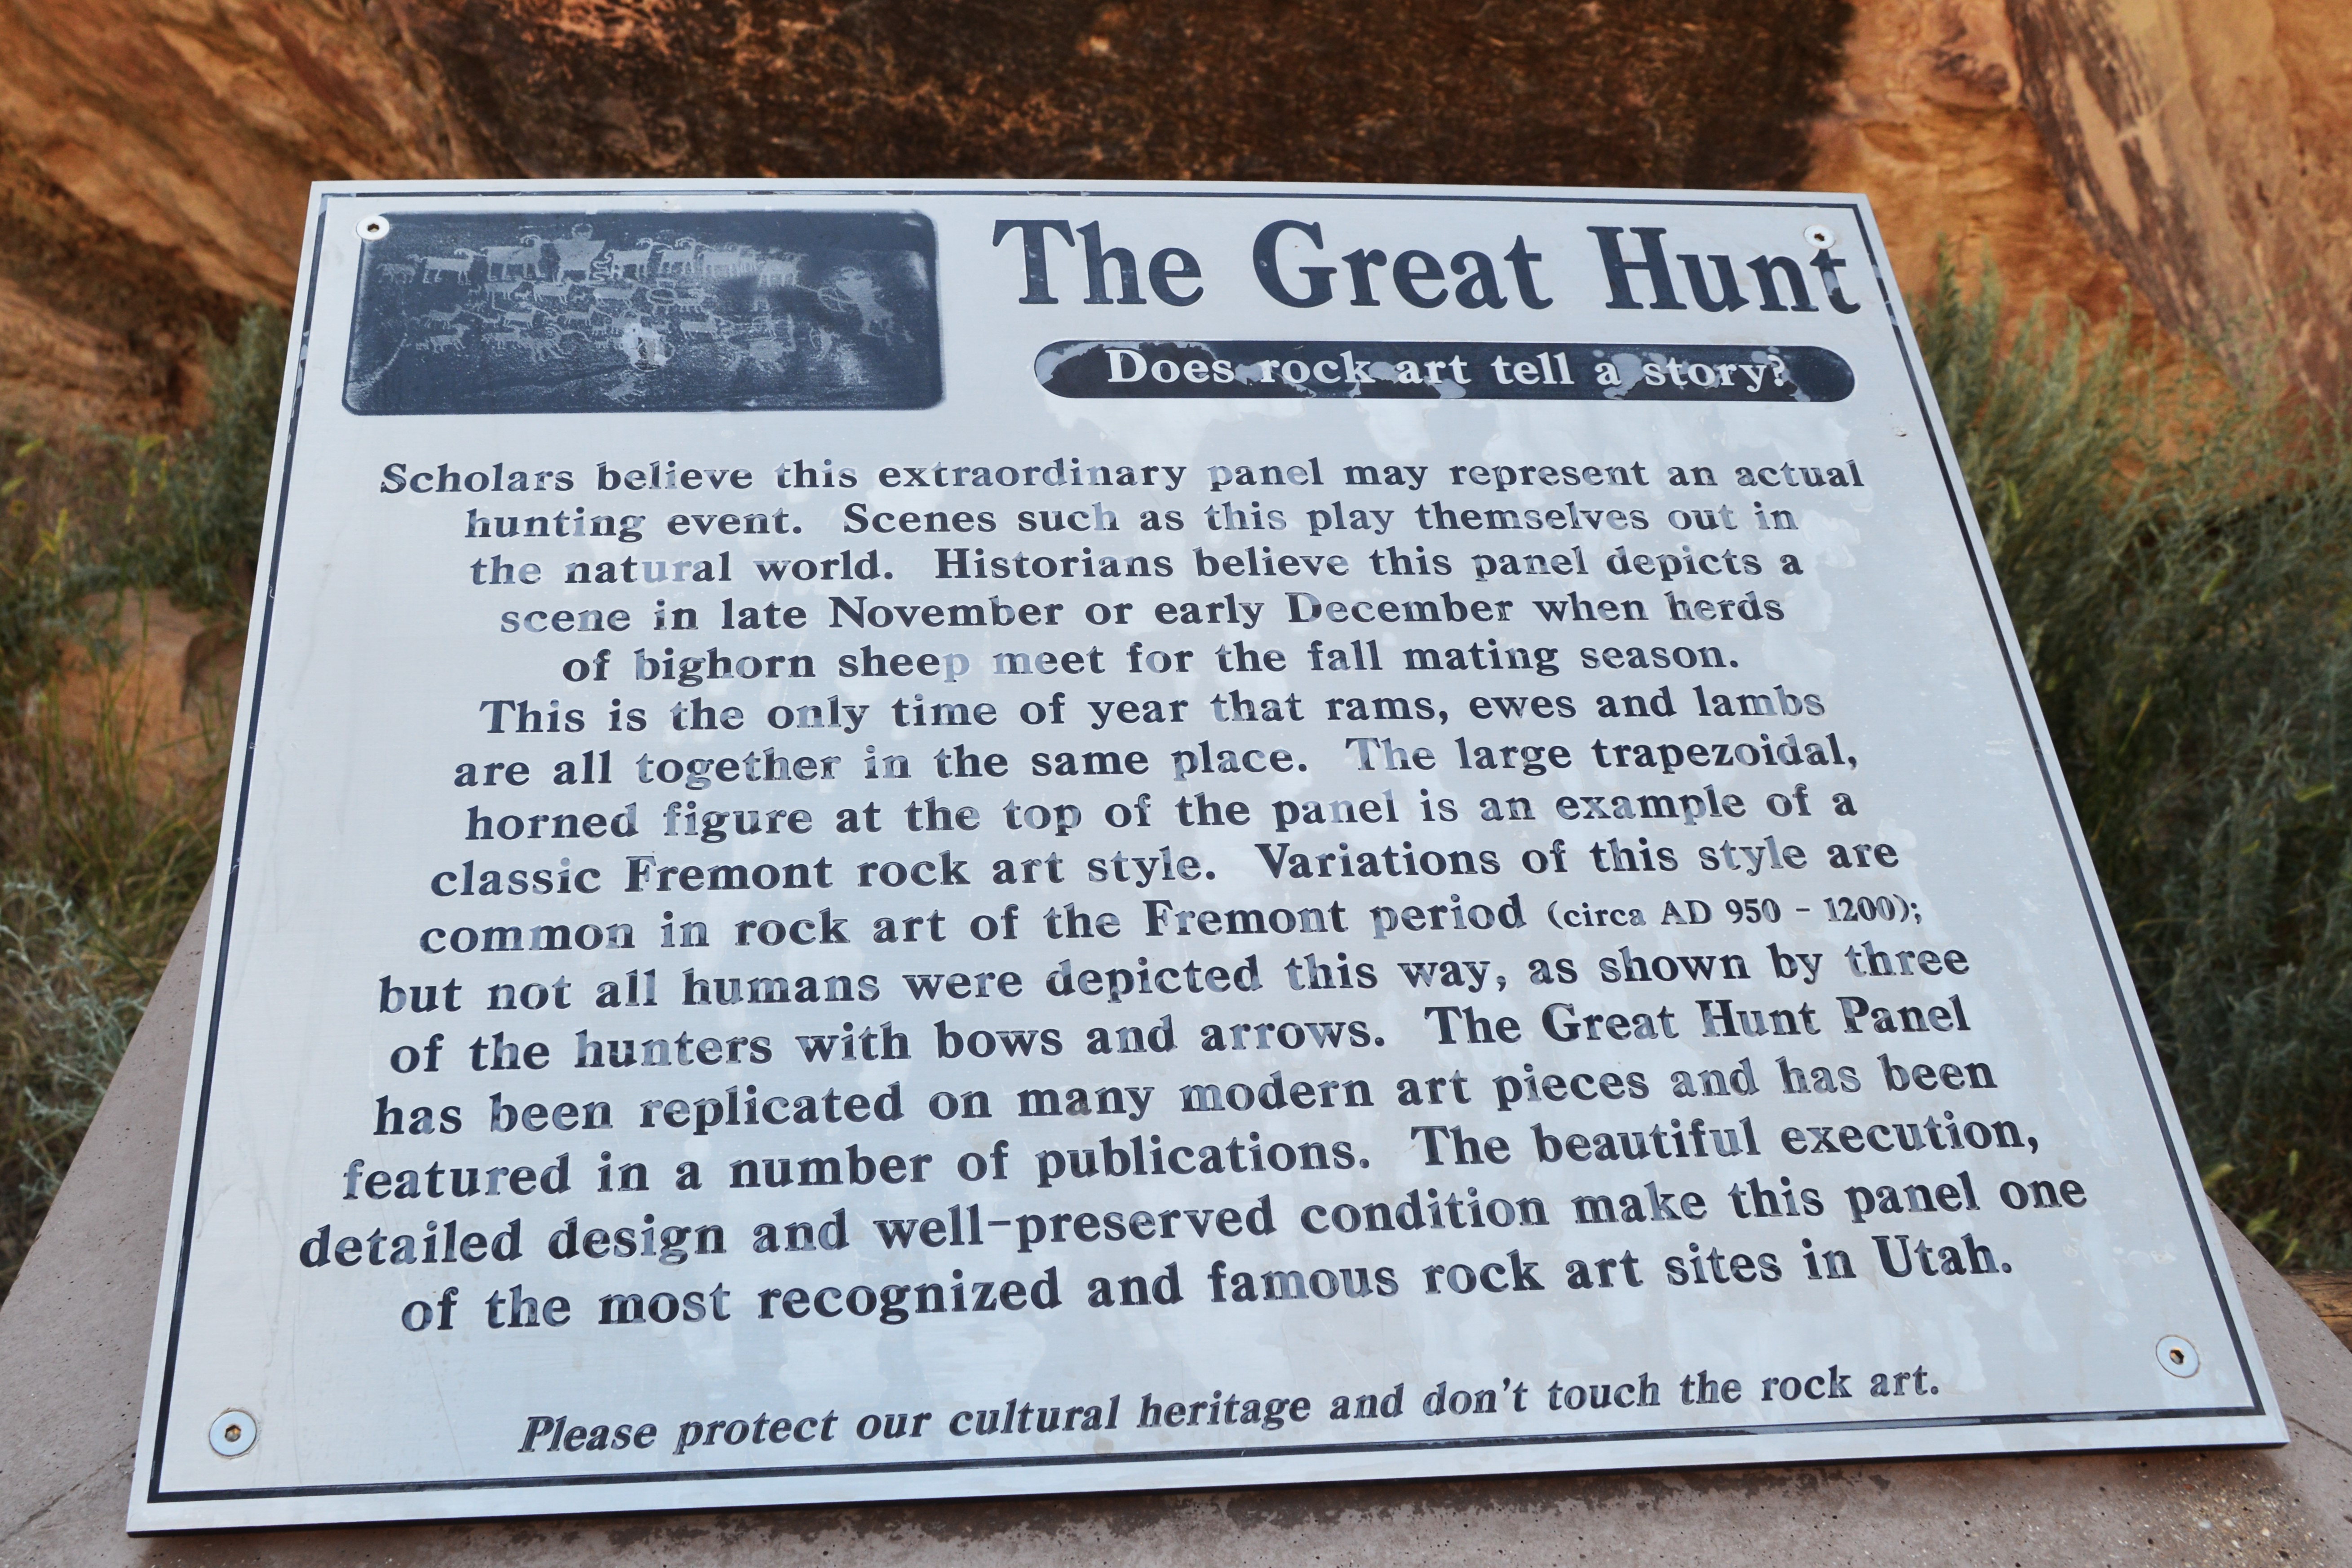 The Great Hunt
Does rock art tell a story?
Scholars believe this extraordinary panel may represent an actual
hunting event. Scenes such as this play themselves out in
the natural world. Historians believe this panel depicts a
scene in late November or early December when herds
of bighorn sheep meet for the fall mating season.
This is the only time of year that rams, ewes and lambs
are all together in the same place. The large trapezoidal,
horned figure at the top of the panel is an example of a
classic Fremont rock art style. Variations of this style are
common in rock art of the Fremont period (circa AD 950 - 1200);
but not all humans were depicted this way, as shown by three
of the hunters with bows and arrows. The Great Hunt Panel
has been replicated on many modern art pieces and has been
featured in a number of publications. The beautiful execution,
detailed design and well-preserved condition make this panel one
of the most recognized and famous rock art sites in Utah.
Please protect our cultural heritage and don't touch the rock art.